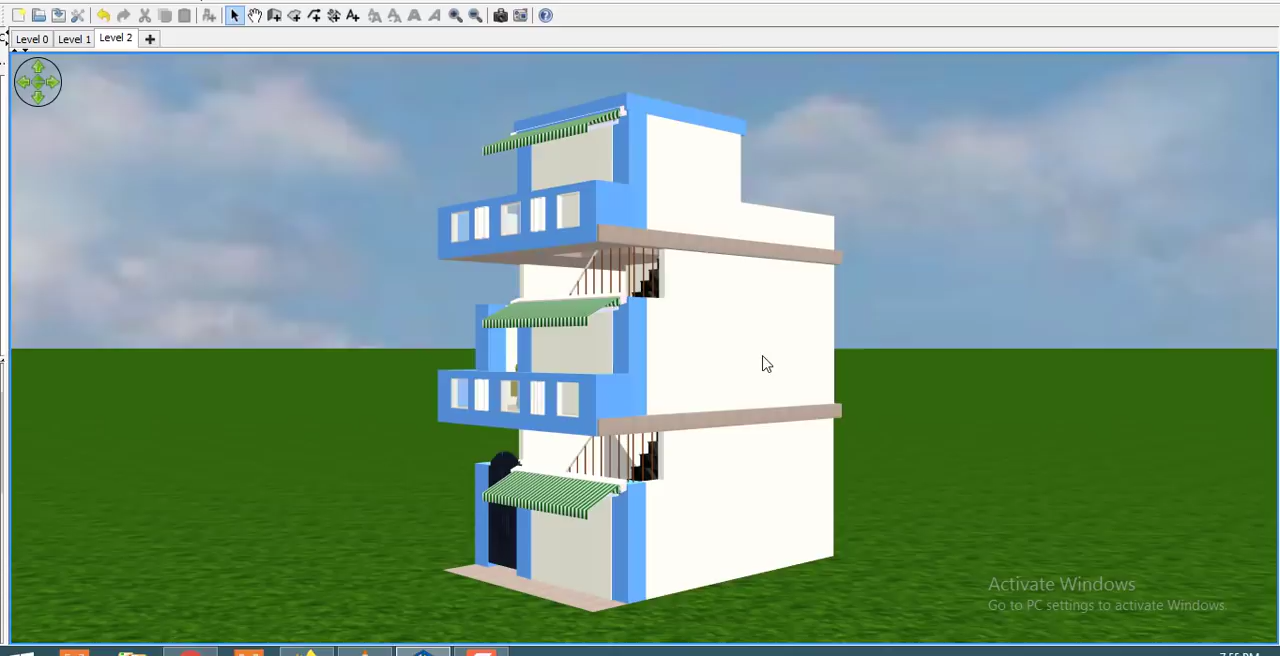 Level 0 Level 1 Level 2
Activate Windows
Go to PC settings to activate Windows.